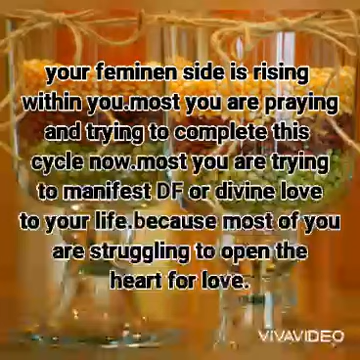 your feminen side is rising
within you.most you are praying
and trying to complete this
cycle now.most you are trying
to manifest DF or divine love
to your life.because most of you
are struggling to open the
heart for love.
VIVAVIDEO